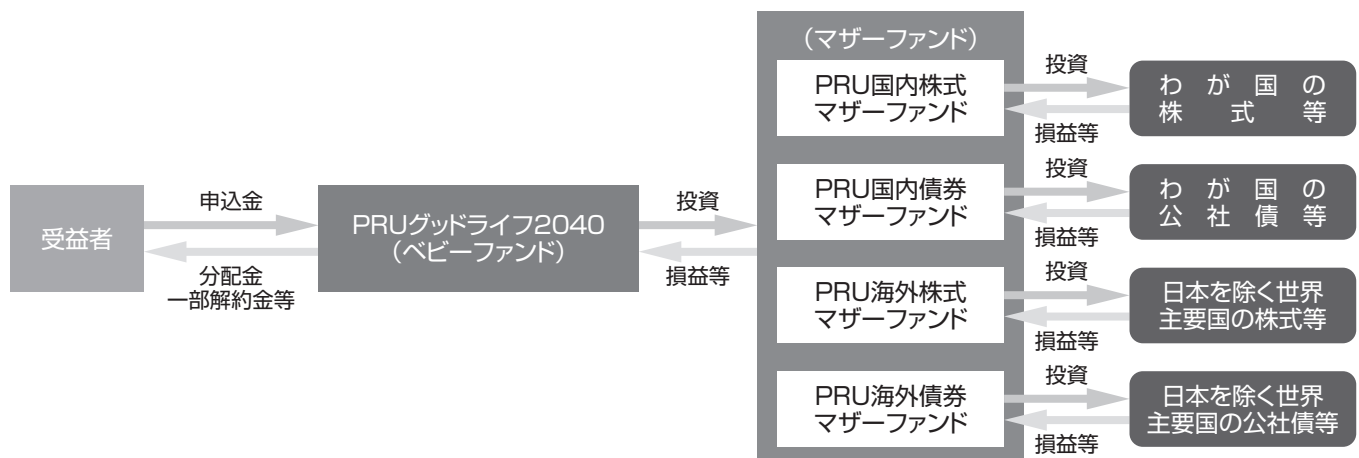 受益者
申込金
分配金
一部解約金等
PRUグッドライフ2040
(ベビーファンド)
投資
損益等
(マザーファンド)
PRU国内株式
マザーファンド
投資
損益等
わが国の
株式等
PRU国内債券
マザーファンド
投資
損益等
わが国の
公社債等
PRU海外株式
マザーファンド
投資
損益等
日本を除く世界
主要国の株式等
PRU海外債券
マザーファンド
投資
損益等
日本を除く世界
主要国の公社債等